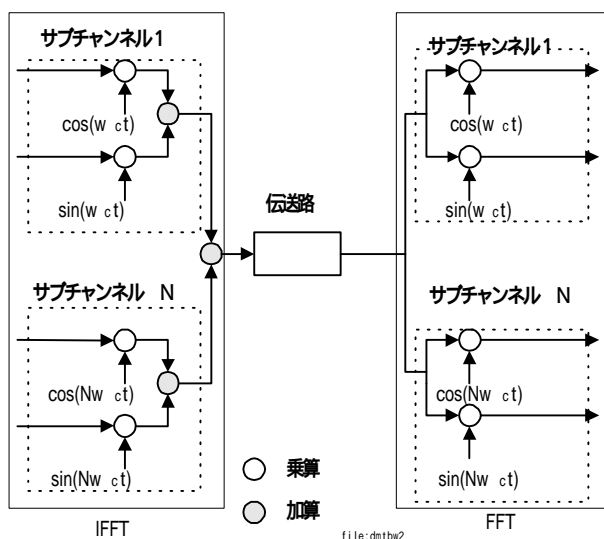 サブチャンネル1
cos(w ct)
sin(w ct)
サブチャンネル N
cos(Nw ct)
sin(Nw ct)
IFFT
伝送路
乗算
加算
file:dmtbw2
サブチャンネル1
cos(w ct)
sin(w ct)
サブチャンネル N
cos(Nw ct)
sin(Nw ct)
FFT